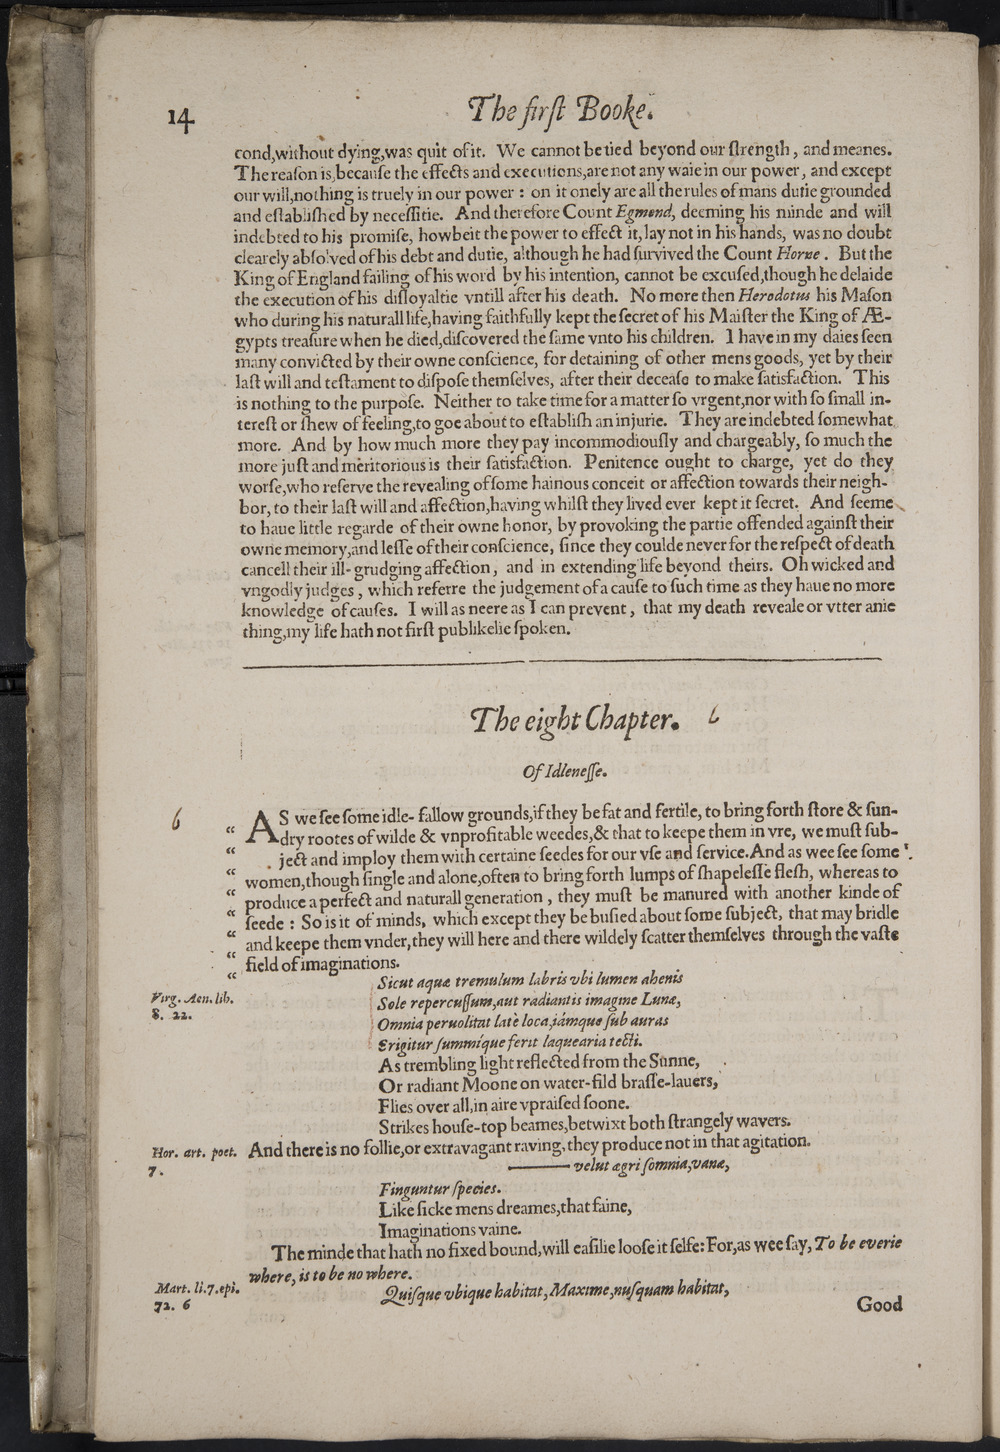 14
The firſt Booke.
cond,without dying,was quit of it. We cannot be tied beyond our ſtrength, and meanes.
The reaſon is,becauſe the effects and executions,are not any waie in our power, and except
our will,nothing is truely in our power : on it onely are all the rules of mans dutie grounded
and eſtabliſhed by neceſſitie. And therefore Count Egmond, deeming his minde and will
indebted to his promiſe, howbeit the power to effect it,lay not in his hands, was no doubt
clearely abſolved of his debt and dutie, although he had ſurvived the Count Horne. But the
King of England failing of his word by his intention, cannot be excuſed,though he delaide
the execution of his diſloyaltie vntill after his death. No more then Herodotus his Maſon
who during his naturall life,having faithfully kept the ſecret of his Maiſter the King of Æ-
gypts treaſure when he died,diſcovered the ſame vnto his children. I have in my daies ſeen
many convicted by their owne conſcience, for detaining of other mens goods, yet by their
laſt will and teſtament to diſpoſe themſelves, after their deceaſe to make ſatisfaction. This
is nothing to the purpoſe. Neither to take time for a matter ſo vrgent,nor with ſo ſmall in-
tereſt or ſhew of feeling,to goe about to eſtabliſh an injurie. They are indebted ſomewhat
more. And by how much more they pay incommodiouſly and chargeably, ſo much the
more juſt and meritorious is their ſatisfaction. Penitence ought to charge, yet do they
worſe,who reſerve the revealing of ſome hainous conceit or affection towards their neigh-
bor, to their laſt will and affection,having whilſt they lived ever kept it ſecret. And ſeeme
to haue little regarde of their owne honor, by provoking the partie offended againſt their
owne memory,and leſſe of their conſcience, ſince they coulde never for the reſpect of death
cancell their ill-grudging affection, and in extending life beyond theirs. Oh wicked and
vngodly judges, which referre the judgement of a cauſe to ſuch time as they haue no more
knowledge of cauſes. I will as neere as I can prevent, that my death reveale or vtter anie
thing,my life hath not firſt publikelie ſpoken.
The eight Chapter. 6
Of Idleneſſe.
6
AS we ſee ſome idle-fallow grounds,if they be fat and fertile, to bring forth ſtore & ſun-
“ dry rootes of wilde & vnprofitable weedes,& that to keepe them in vre, we muſt ſub-
“ ject and imploy them with certaine ſeedes for our vſe and ſervice.And as wee ſee ſome
“ women,though ſingle and alone,often to bring forth lumps of ſhapeleſſe fleſh, whereas to
“ produce a perfect and naturall generation, they muſt be manured with another kinde of
“ ſeede : So is it of minds, which except they be buſied about ſome ſubject, that may bridle
“ and keepe them vnder,they will here and there wildely ſcatter themſelves through the vaſte
“ field of imaginations.
“
Sicut aquæ tremulum labris vbi lumen ahenis
Virg. Aen. lib.
8. 22.
Sole repercuſſum,aut radiantis imagine Lunæ,
Omnia peruolitat latè loca,iámque ſub auras
Erigitur ſummíque ferit laquearia tecti.
As trembling light reflected from the Sunne,
Or radiant Moone on water-fild braſſe-lauers,
Flies over all,in aire vpraiſed ſoone.
Strikes houſe-top beames,betwixt both ſtrangely wavers.
And there is no follie,or extravagant raving,they produce not in that agitation.
Hor. art. poet.
7.
—— velut ægri ſomnia,vanæ,
Finguntur ſpecies.
Like ſicke mens dreames,that faine,
Imaginations vaine.
The minde that hath no fixed bound,will eaſilie looſe it ſelfe: For,as wee ſay, To be everie
where, is to be no where.
Mart. li.7.epi.
72. 6
Quiſque vbique habitat,Maxime,nuſquam habitat,
Good